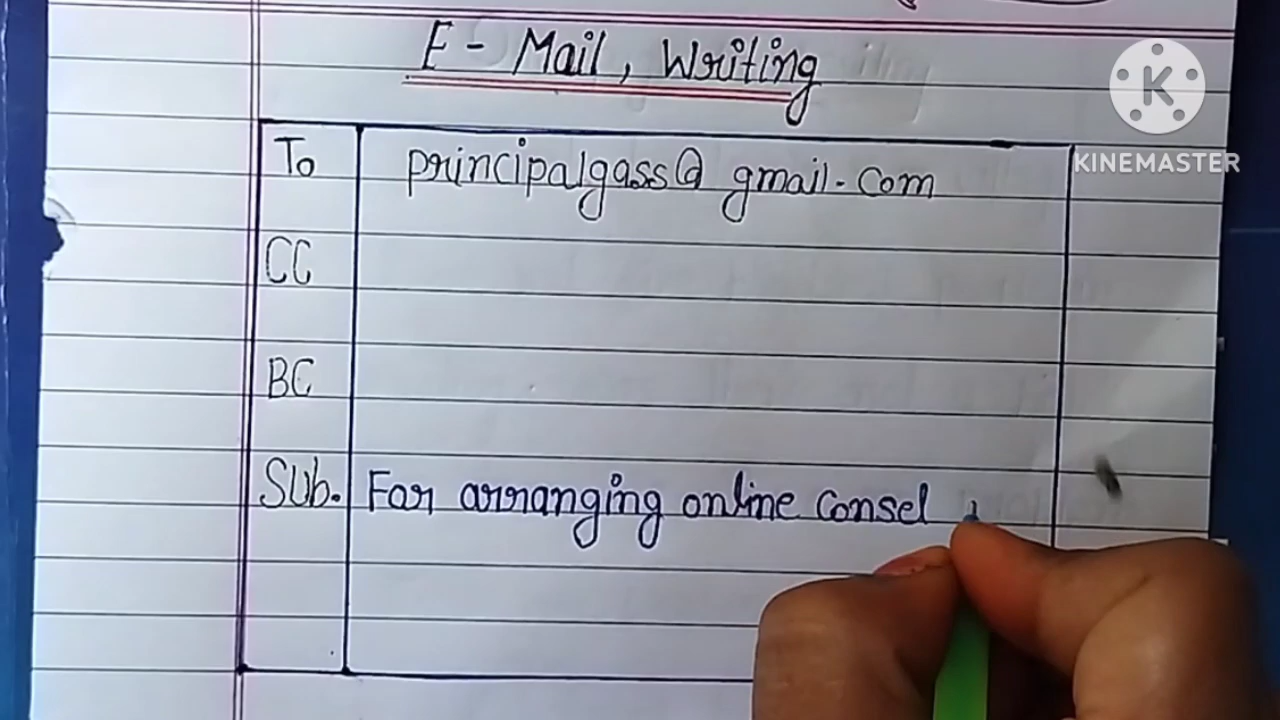 E - Mail, Writing
K
KINEMASTER
To principalgass@ gmail.com
CC
BC
Sub. For arranging online Consel